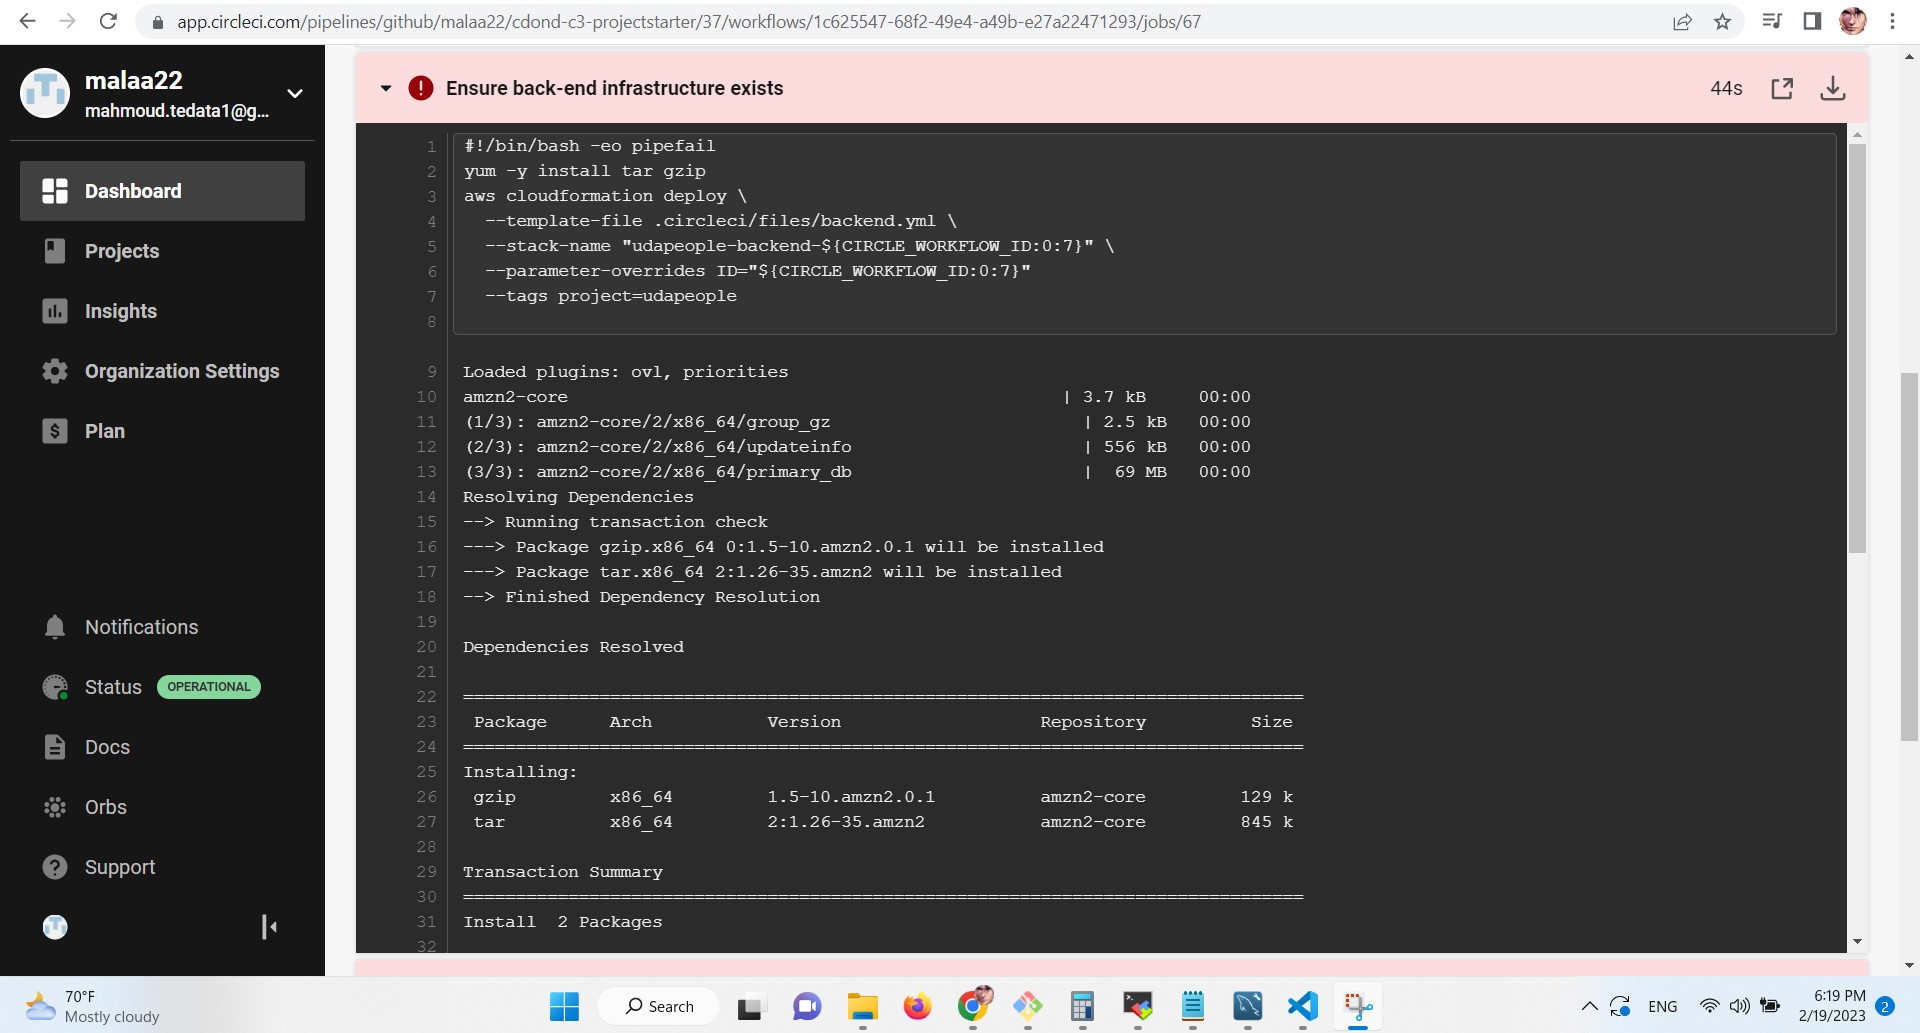 app.circleci.com/pipelines/github/malaa22/cdond-c3-projectstarter/37/workflows/1c625547-68f2-49e4-a49b-e27a22471293/jobs/67
malaa22
mahmoud.tedata1@g...
Dashboard
Projects
Insights
Organization Settings
Plan
Notifications
Status OPERATIONAL
Docs
Orbs
Support
Ensure back-end infrastructure exists 44s
1 #!/bin/bash -eo pipefail
2 yum -y install tar gzip
3 aws cloudformation deploy \
4 --template-file .circleci/files/backend.yml \
5 --stack-name "udapeople-backend-${CIRCLE_WORKFLOW_ID:0:7}" \
6 --parameter-overrides ID="${CIRCLE_WORKFLOW_ID:0:7}"
7 --tags project=udapeople
8
9 Loaded plugins: ovl, priorities
10 amzn2-core | 3.7 kB 00:00
11 (1/3): amzn2-core/2/x86_64/group_gz | 2.5 kB 00:00
12 (2/3): amzn2-core/2/x86_64/updateinfo | 556 kB 00:00
13 (3/3): amzn2-core/2/x86_64/primary_db | 69 MB 00:00
14 Resolving Dependencies
15 --> Running transaction check
16 ---> Package gzip.x86_64 0:1.5-10.amzn2.0.1 will be installed
17 ---> Package tar.x86_64 2:1.26-35.amzn2 will be installed
18 --> Finished Dependency Resolution
19
20 Dependencies Resolved
21
22 ================================================================================
23 Package Arch Version Repository Size
24 ================================================================================
25 Installing:
26 gzip x86_64 1.5-10.amzn2.0.1 amzn2-core 129 k
27 tar x86_64 2:1.26-35.amzn2 amzn2-core 845 k
28
29 Transaction Summary
30 ================================================================================
31 Install 2 Packages
32
70°F
Mostly cloudy
Search
ENG
6:19 PM
2/19/2023
2